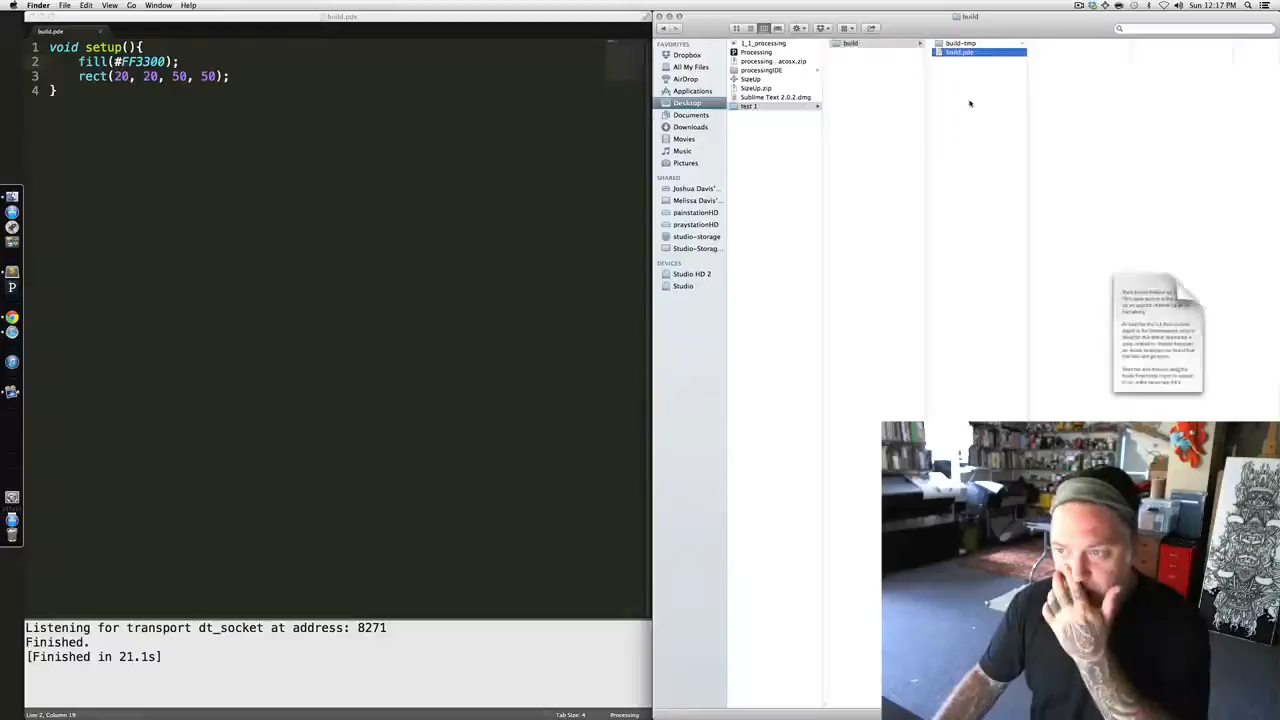 Finder File Edit View Go Window Help
Sun 12:17 PM
build.pde
build
build.pde
1 void setup(){
2 fill(#FF3300);
3 rect(20, 20, 50, 50);
4 }
FAVORITES
Dropbox
All My Files
AirDrop
Applications
Desktop
Documents
Downloads
Movies
Music
Pictures
SHARED
Joshua Davis'...
Melissa Davis'...
painstationHD
praystationHD
studio-storage
Studio-Storag...
DEVICES
Studio HD 2
Studio
1_1_processing
Processing
processing...acosx.zip
processingIDE
SizeUp
SizeUp.zip
Sublime Text 2.0.2.dmg
test 1
build
build-tmp
build.pde
Listening for transport dt_socket at address: 8271
Finished.
[Finished in 21.1s]
Line 2, Column 19
Tab Size: 4
Processing